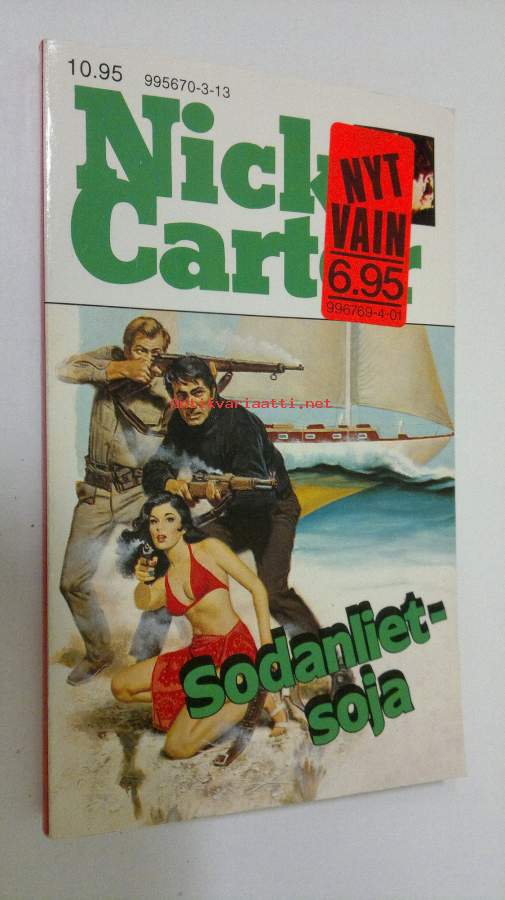 10.95 995670-3-13
Nick
Carter
NYT
VAIN
6.95
996769-4-01
antikvariaatti.net
Sodanliet-
soja